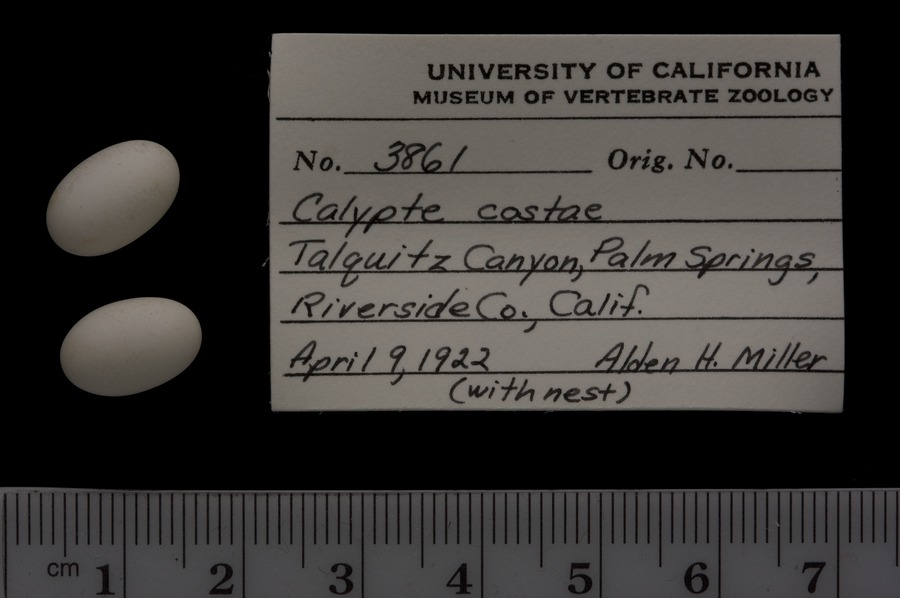 UNIVERSITY OF CALIFORNIA
MUSEUM OF VERTEBRATE ZOOLOGY
No. 3861 Orig. No.
Calypte costae
Talquitz Canyon, Palm Springs,
Riverside Co., Calif.
April 9, 1922 Alden H. Miller
(with nest)
cm 1 2 3 4 5 6 7